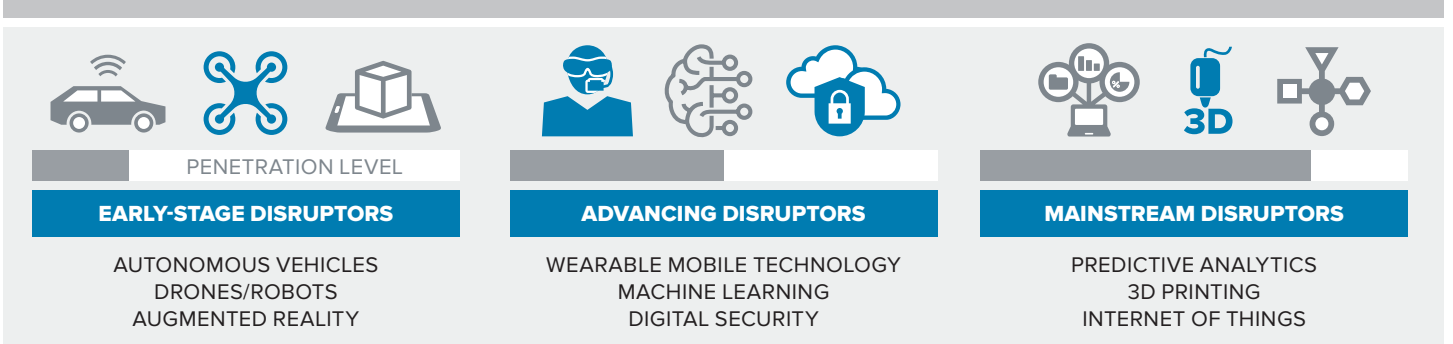 %
3D
PENETRATION LEVEL
EARLY-STAGE DISRUPTORS
AUTONOMOUS VEHICLES
DRONES/ROBOTS
AUGMENTED REALITY
ADVANCING DISRUPTORS
WEARABLE MOBILE TECHNOLOGY
MACHINE LEARNING
DIGITAL SECURITY
MAINSTREAM DISRUPTORS
PREDICTIVE ANALYTICS
3D PRINTING
INTERNET OF THINGS